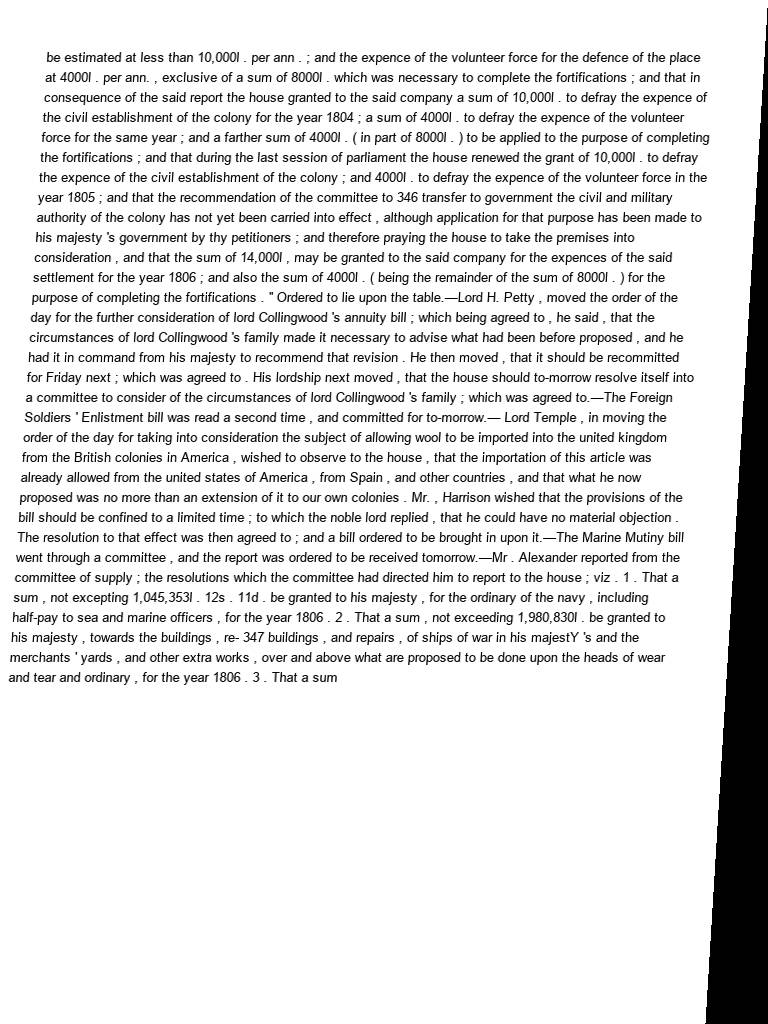 be estimated at less than 10,000l . per ann . ; and the expence of the volunteer force for the defence of the place
at 4000l . per ann. , exclusive of a sum of 8000l . which was necessary to complete the fortifications ; and that in
consequence of the said report the house granted to the said company a sum of 10,000l . to defray the expence of
the civil establishment of the colony for the year 1804 ; a sum of 4000l . to defray the expence of the volunteer
force for the same year ; and a farther sum of 4000l . ( in part of 8000l . ) to be applied to the purpose of completing
the fortifications ; and that during the last session of parliament the house renewed the grant of 10,000l . to defray
the expence of the civil establishment of the colony ; and 4000l . to defray the expence of the volunteer force in the
year 1805 ; and that the recommendation of the committee to 346 transfer to government the civil and military
authority of the colony has not yet been carried into effect , although application for that purpose has been made to
his majesty 's government by thy petitioners ; and therefore praying the house to take the premises into
consideration , and that the sum of 14,000l , may be granted to the said company for the expences of the said
settlement for the year 1806 ; and also the sum of 4000l . ( being the remainder of the sum of 8000l . ) for the
purpose of completing the fortifications . " Ordered to lie upon the table.—Lord H. Petty , moved the order of the
day for the further consideration of lord Collingwood 's annuity bill ; which being agreed to , he said , that the
circumstances of lord Collingwood 's family made it necessary to advise what had been before proposed , and he
had it in command from his majesty to recommend that revision . He then moved , that it should be recommitted
for Friday next ; which was agreed to . His lordship next moved , that the house should to-morrow resolve itself into
a committee to consider of the circumstances of lord Collingwood 's family ; which was agreed to.—The Foreign
Soldiers ' Enlistment bill was read a second time , and committed for to-morrow.— Lord Temple , in moving the
order of the day for taking into consideration the subject of allowing wool to be imported into the united kingdom
from the British colonies in America , wished to observe to the house , that the importation of this article was
already allowed from the united states of America , from Spain , and other countries , and that what he now
proposed was no more than an extension of it to our own colonies . Mr. , Harrison wished that the provisions of the
bill should be confined to a limited time ; to which the noble lord replied , that he could have no material objection .
The resolution to that effect was then agreed to ; and a bill ordered to be brought in upon it.—The Marine Mutiny bill
went through a committee , and the report was ordered to be received tomorrow.—Mr . Alexander reported from the
committee of supply ; the resolutions which the committee had directed him to report to the house ; viz . 1 . That a
sum , not excepting 1,045,353l . 12s . 11d . be granted to his majesty , for the ordinary of the navy , including
half-pay to sea and marine officers , for the year 1806 . 2 . That a sum , not exceeding 1,980,830l . be granted to
his majesty , towards the buildings , re- 347 buildings , and repairs , of ships of war in his majestY 's and the
merchants ' yards , and other extra works , over and above what are proposed to be done upon the heads of wear
and tear and ordinary , for the year 1806 . 3 . That a sum